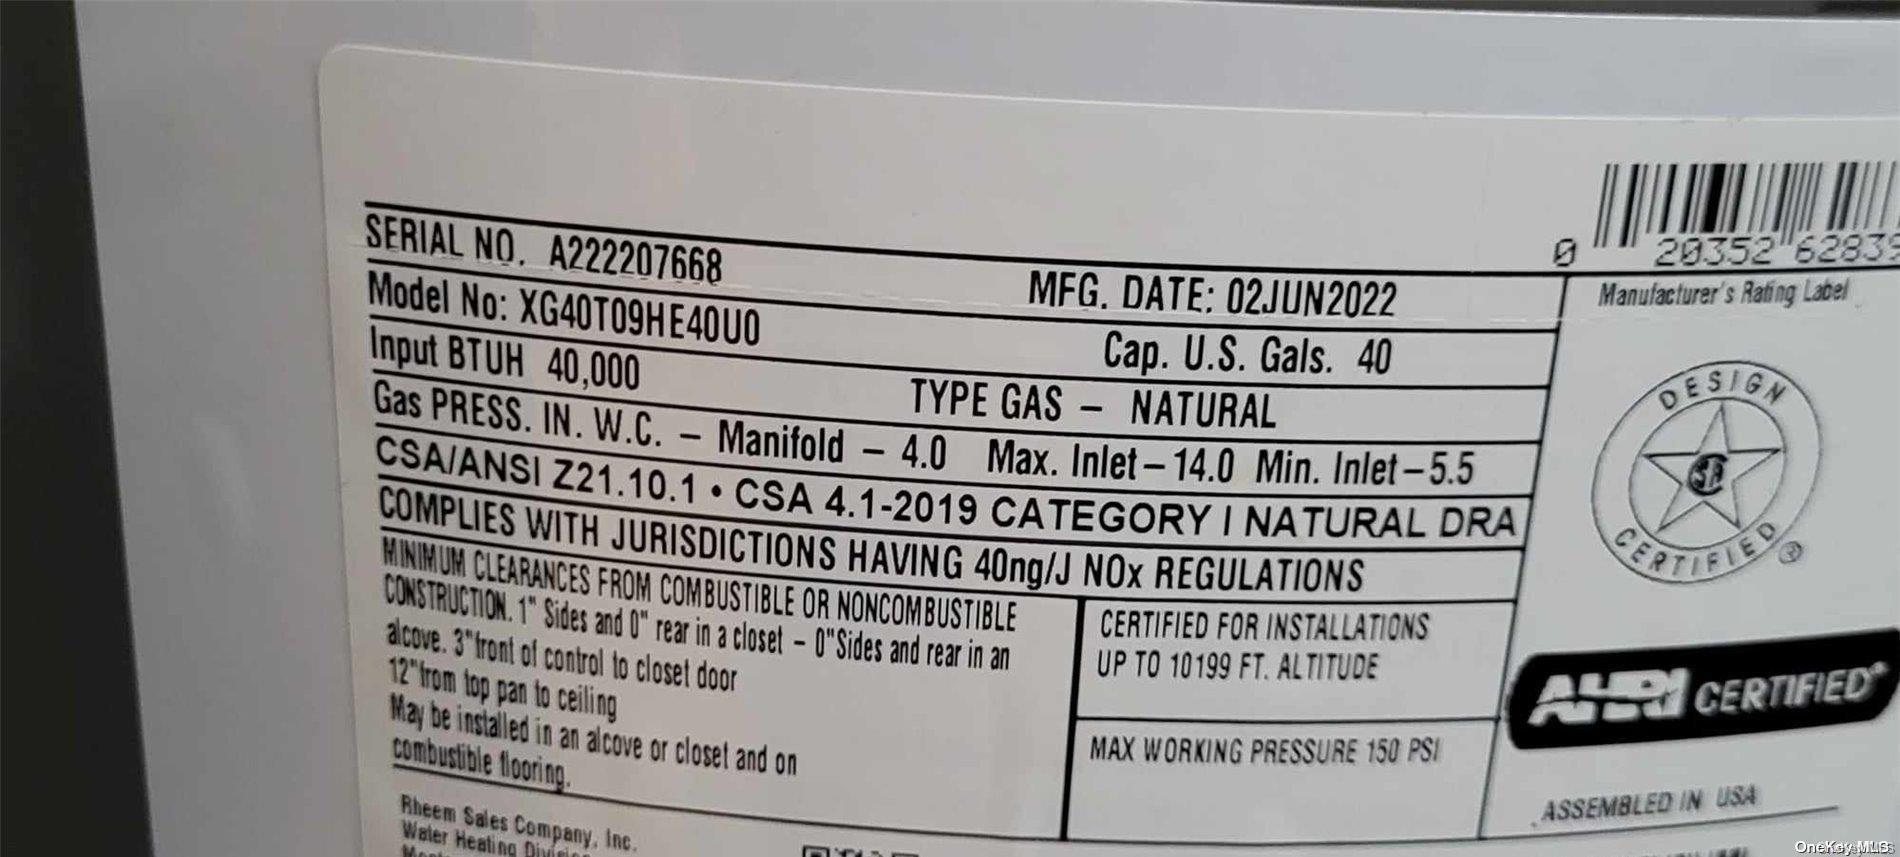 SERIAL NO. A222207668
MFG. DATE: 02JUN2022
Model No: XG40T09HE40U0
Cap. U.S. Gals. 40
Input BTUH 40,000
TYPE GAS – NATURAL
Gas PRESS. IN. W.C. – Manifold – 4.0 Max. Inlet – 14.0 Min. Inlet – 5.5
CSA/ANSI Z21.10.1 • CSA 4.1-2019 CATEGORY I NATURAL DRA
COMPLIES WITH JURISDICTIONS HAVING 40ng/J NOx REGULATIONS
MINIMUM CLEARANCES FROM COMBUSTIBLE OR NONCOMBUSTIBLE
CONSTRUCTION. 1" Sides and 0" rear in a closet – 0" Sides and rear in an
alcove. 3" front of control to closet door
12" from top pan to ceiling
May be installed in an alcove or closet and on
combustible flooring.
CERTIFIED FOR INSTALLATIONS
UP TO 10199 FT. ALTITUDE
MAX WORKING PRESSURE 150 PSI
Rheem Sales Company, Inc.
Water Heating
0 20352 62839
Manufacturer's Rating Label
DESIGN
SA
CERTIFIED ®
AHRI CERTIFIED
ASSEMBLED IN USA
OneKey MLS